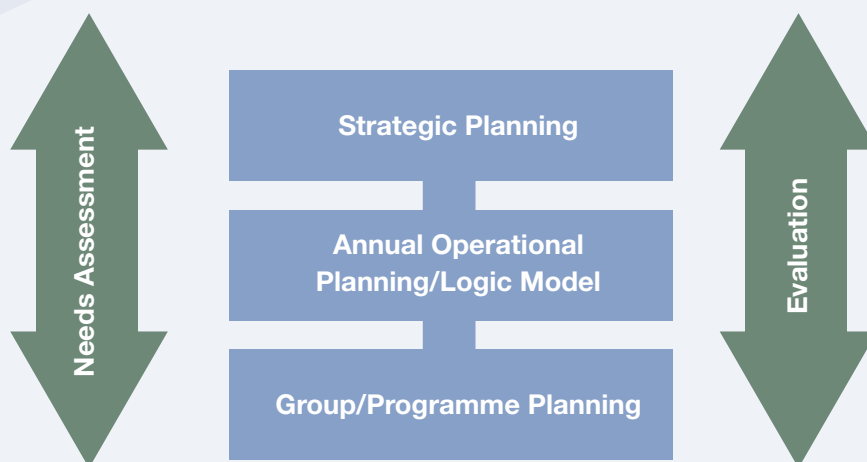 Needs Assessment
Strategic Planning
Annual Operational
Planning/Logic Model
Group/Programme Planning
Evaluation